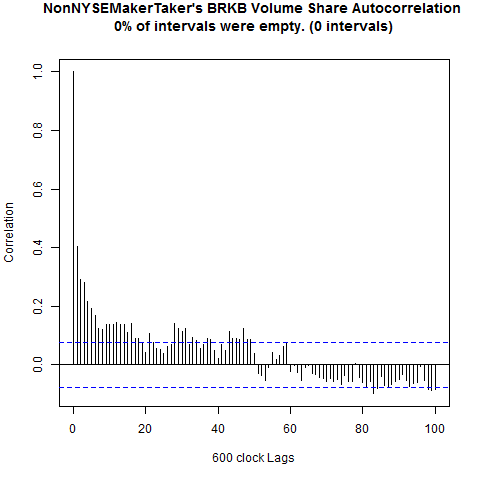 NonNYSEMakerTaker's BRKB Volume Share Autocorrelation
0% of intervals were empty. (0 intervals)
Correlation
1.0
0.8
0.6
0.4
0.2
0.0
0 20 40 60 80 100
600 clock Lags